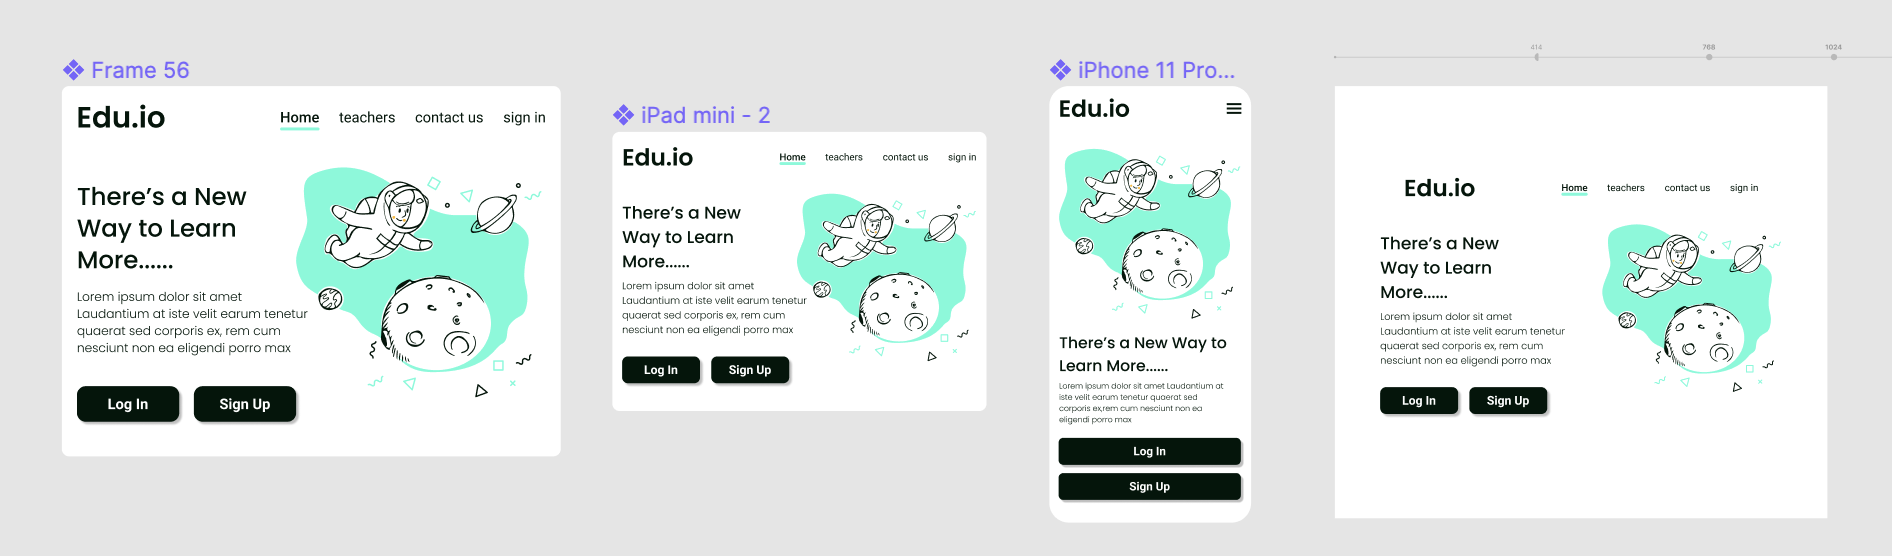 Frame 56
Edu.io
Home teachers contact us sign in
There's a New
Way to Learn
More......
Lorem ipsum dolor sit amet
Laudantium at iste velit earum tenetur
quaerat sed corporis ex, rem cum
nesciunt non ea eligendi porro max
Log In Sign Up
iPad mini - 2
Edu.io
Home teachers contact us sign in
There's a New
Way to Learn
More......
Lorem ipsum dolor sit amet
Laudantium at iste velit earum tenetur
quaerat sed corporis ex, rem cum
nesciunt non ea eligendi porro max
Log In Sign Up
iPhone 11 Pro...
Edu.io
There's a New Way to
Learn More......
Lorem ipsum dolor sit amet Laudantium at
iste velit earum tenetur quaerat sed
corporis ex,rem cum nesciunt non ea
eligendi porro max
Log In
Sign Up
414 768 1024
Edu.io
Home teachers contact us sign in
There's a New
Way to Learn
More......
Lorem ipsum dolor sit amet
Laudantium at iste velit earum tenetur
quaerat sed corporis ex, rem cum
nesciunt non ea eligendi porro max
Log In Sign Up